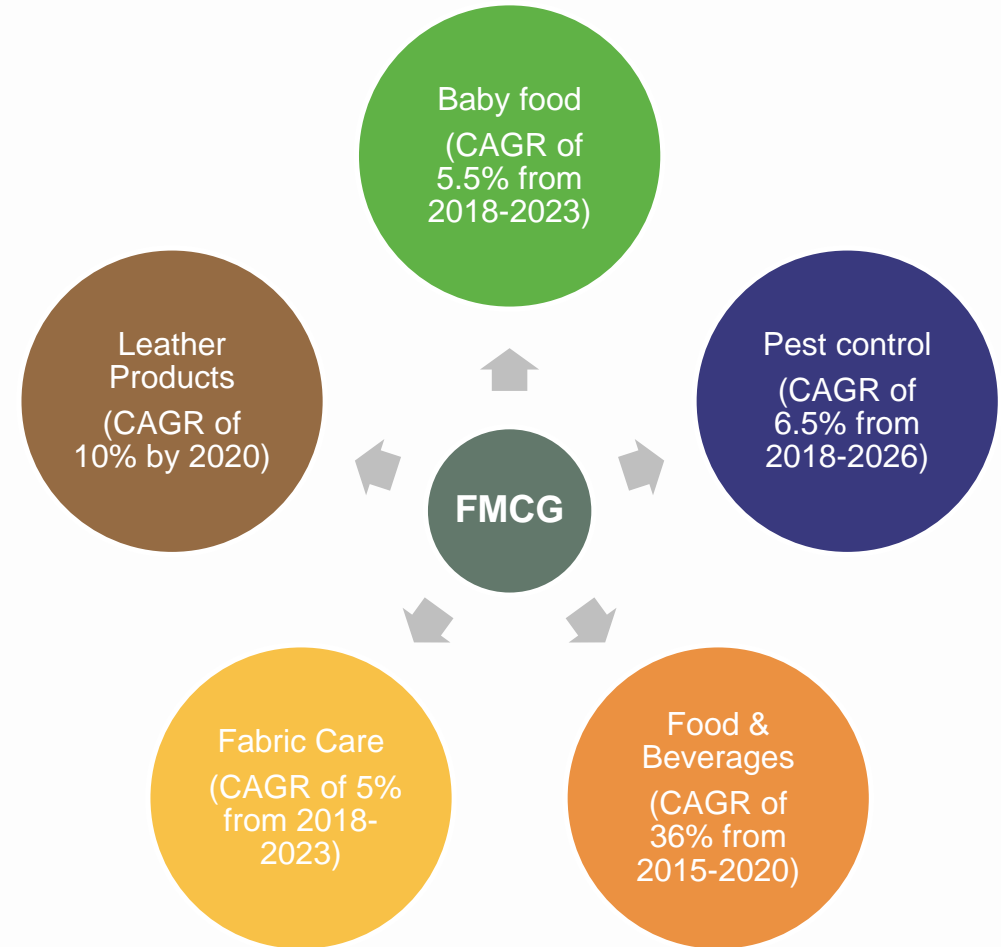 Baby food
(CAGR of
5.5% from
2018-2023)
Leather
Products
(CAGR of
10% by 2020)
Pest control
(CAGR of
6.5% from
2018-2026)
FMCG
Fabric Care
(CAGR of 5%
from 2018-
2023)
Food &
Beverages
(CAGR of
36% from
2015-2020)